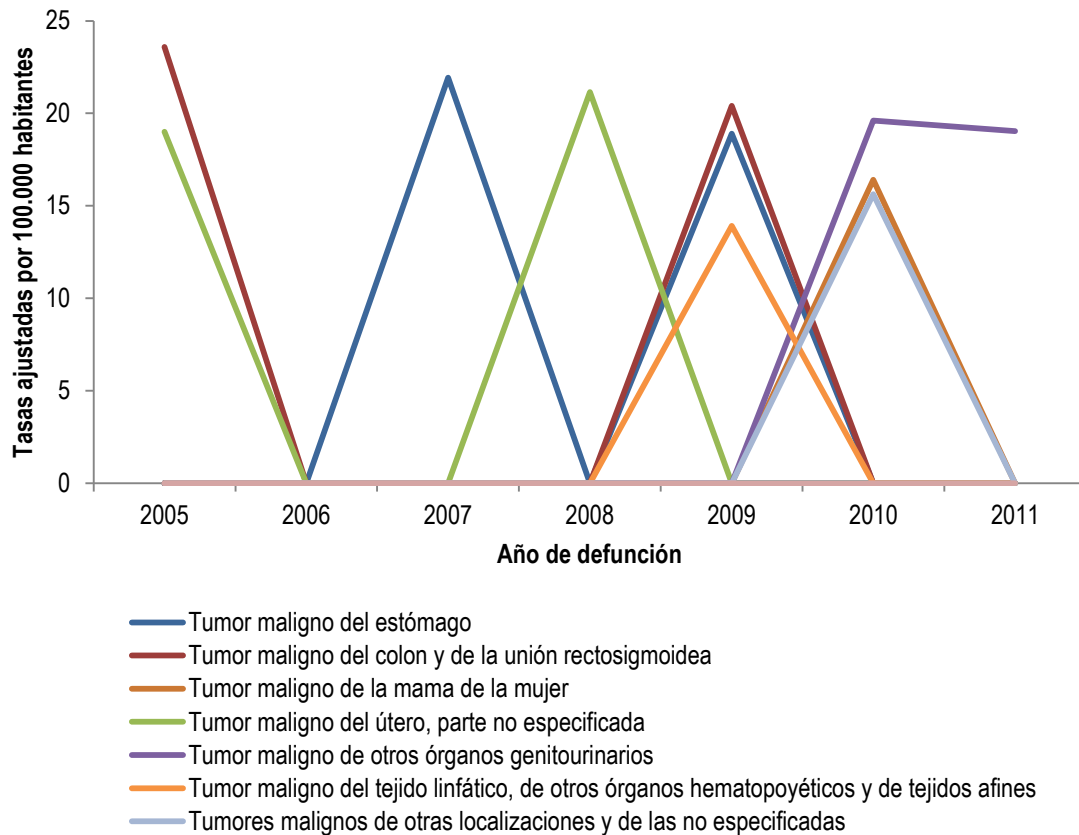 Tasas ajustadas por 100.000 habitantes
25
20
15
10
5
0
2005 2006 2007 2008 2009 2010 2011
Año de defunción
Tumor maligno del estómago
Tumor maligno del colon y de la unión rectosigmoidea
Tumor maligno de la mama de la mujer
Tumor maligno del útero, parte no especificada
Tumor maligno de otros órganos genitourinarios
Tumor maligno del tejido linfático, de otros órganos hematopoyéticos y de tejidos afines
Tumores malignos de otras localizaciones y de las no especificadas